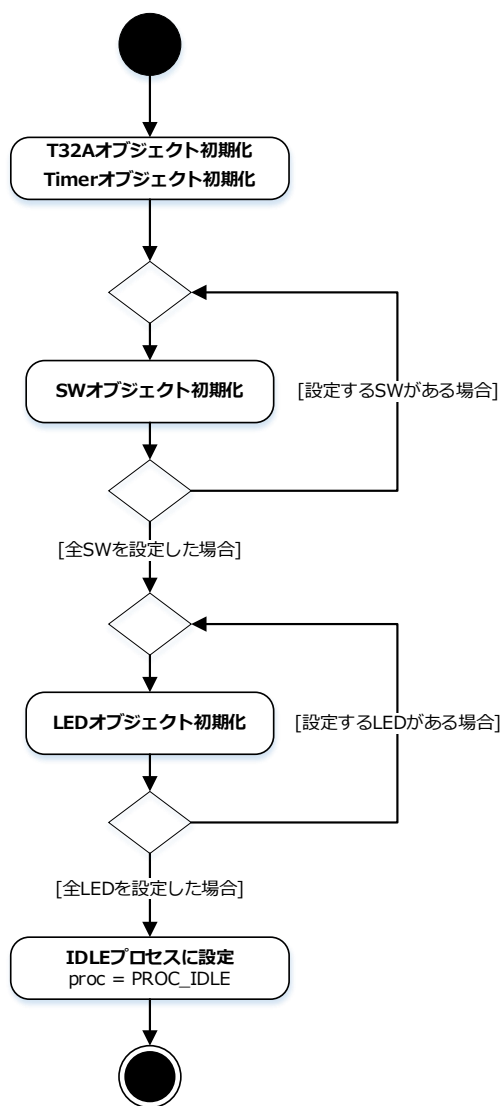 T32Aオブジェクト初期化
Timerオブジェクト初期化
SWオブジェクト初期化
[設定するSWがある場合]
[全SWを設定した場合]
LEDオブジェクト初期化
[設定するLEDがある場合]
[全LEDを設定した場合]
IDLEプロセスに設定
proc = PROC_IDLE